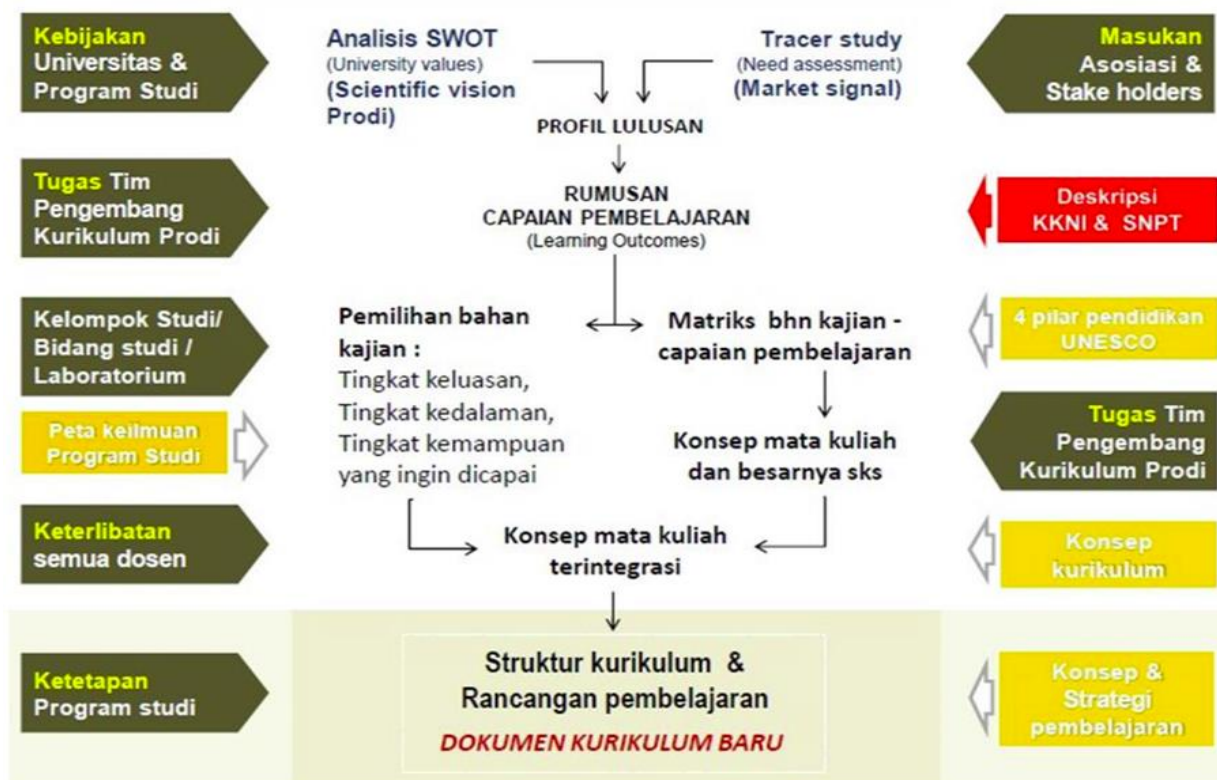 Kebijakan
Universitas &
Program Studi
Analisis SWOT
(University values)
(Scientific vision
Prodi)
Tracer study
(Need assessment)
(Market signal)
Masukan
Asosiasi &
Stake holders
PROFIL LULUSAN
Tugas Tim
Pengembang
Kurikulum Prodi
RUMUSAN
CAPAIAN PEMBELAJARAN
(Learning Outcomes)
Deskripsi
KKNI & SNPT
Kelompok Studi/
Bidang studi /
Laboratorium
Pemilihan bahan
kajian :
Tingkat keluasan,
Tingkat kedalaman,
Tingkat kemampuan
yang ingin dicapai
Matriks bhn kajian -
capaian pembelajaran
4 pilar pendidikan
UNESCO
Peta keilmuan
Program Studi
Konsep mata kuliah
dan besarnya sks
Tugas Tim
Pengembang
Kurikulum Prodi
Keterlibatan
semua dosen
Konsep mata kuliah
terintegrasi
Konsep
kurikulum
Ketetapan
Program studi
Struktur kurikulum &
Rancangan pembelajaran
DOKUMEN KURIKULUM BARU
Konsep &
Strategi
pembelajaran